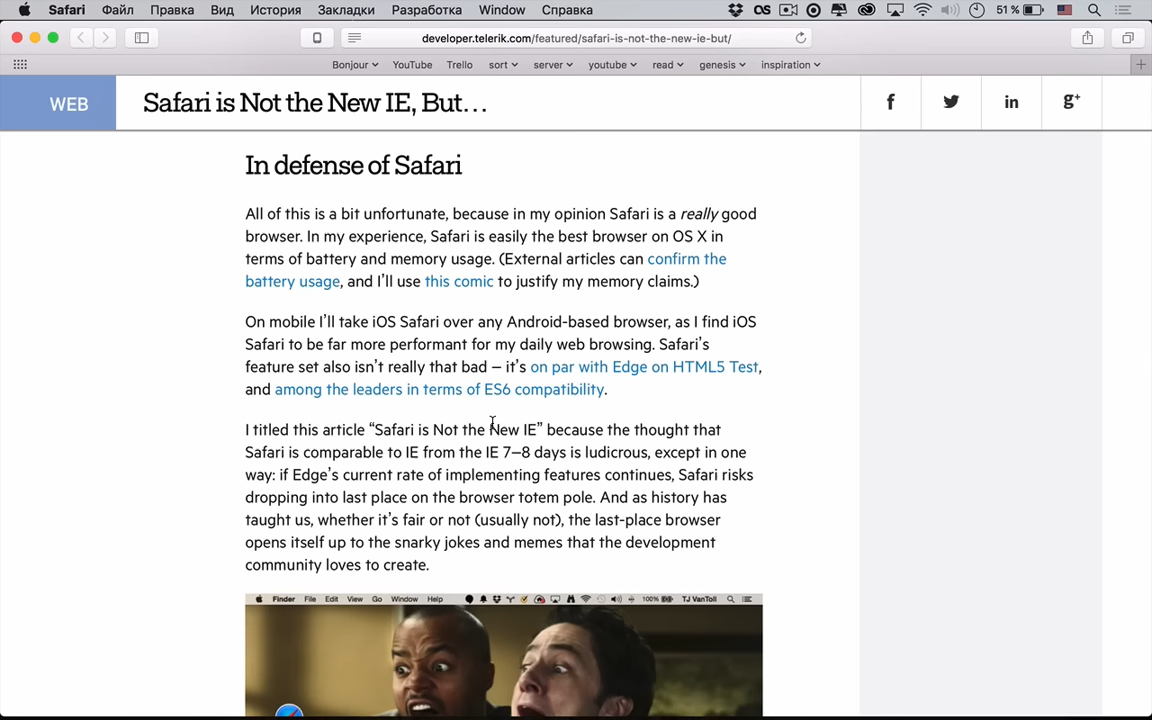 Safari Файл Правка Вид История Закладки Разработка Window Справка 51 %
developer.telerik.com/featured/safari-is-not-the-new-ie-but/
Bonjour YouTube Trello sort server youtube read genesis inspiration
WEB Safari is Not the New IE, But… f in g+
In defense of Safari
All of this is a bit unfortunate, because in my opinion Safari is a really good
browser. In my experience, Safari is easily the best browser on OS X in
terms of battery and memory usage. (External articles can confirm the
battery usage, and I’ll use this comic to justify my memory claims.)
On mobile I’ll take iOS Safari over any Android-based browser, as I find iOS
Safari to be far more performant for my daily web browsing. Safari’s
feature set also isn’t really that bad – it’s on par with Edge on HTML5 Test,
and among the leaders in terms of ES6 compatibility.
I titled this article “Safari is Not the New IE” because the thought that
Safari is comparable to IE from the IE 7–8 days is ludicrous, except in one
way: if Edge’s current rate of implementing features continues, Safari risks
dropping into last place on the browser totem pole. And as history has
taught us, whether it’s fair or not (usually not), the last-place browser
opens itself up to the snarky jokes and memes that the development
community loves to create.
Finder File Edit View Go Window Help 100% TJ VanToll